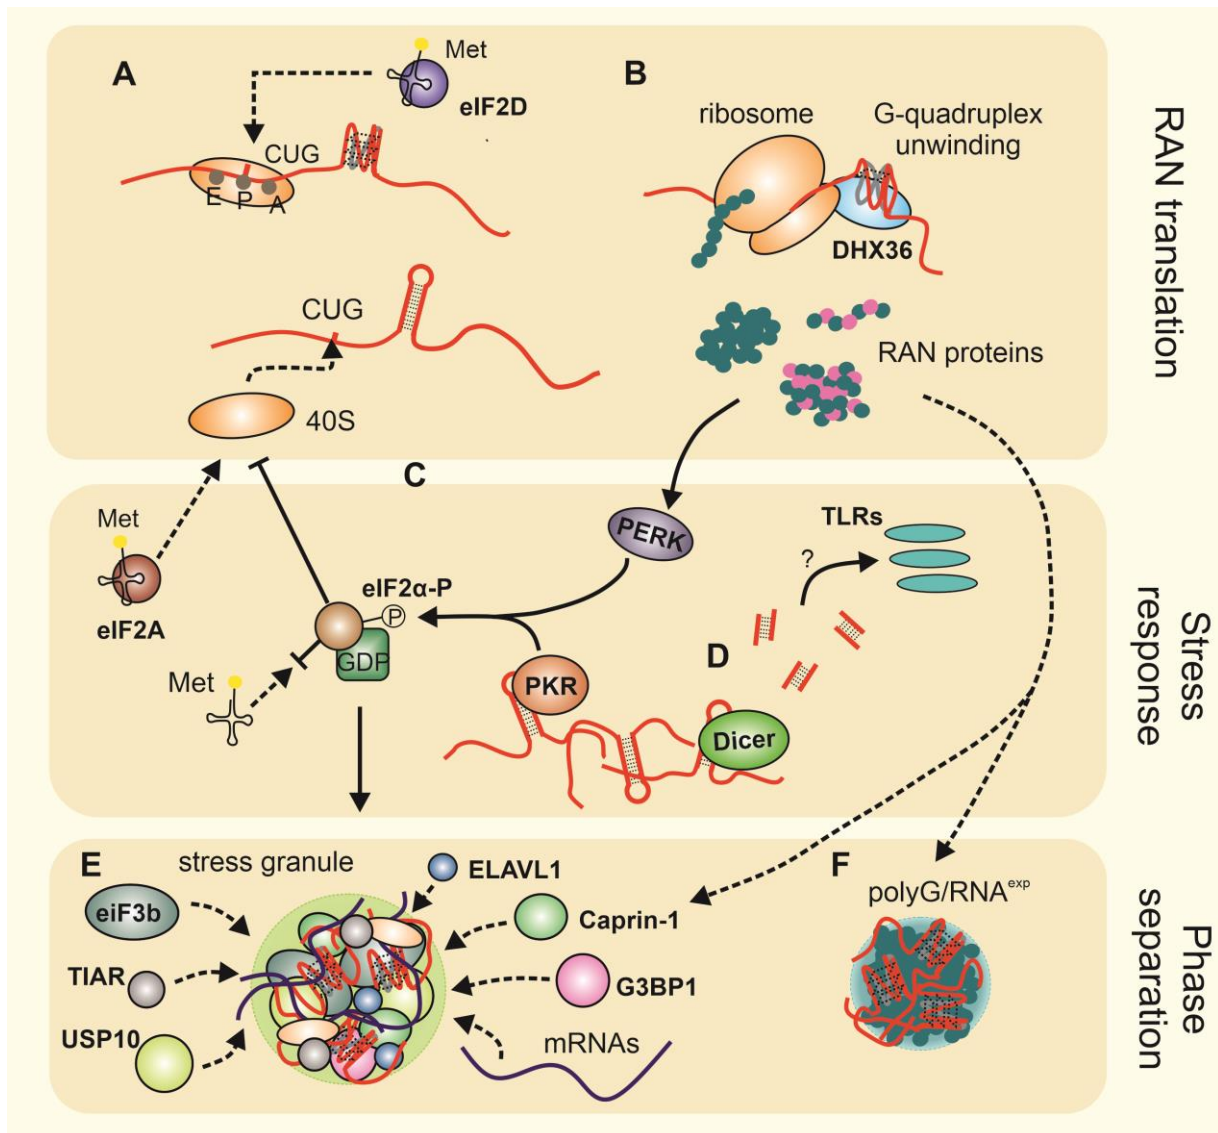 A
Met
eIF2D
CUG
E
P
A
B
ribosome
G-quadruplex
unwinding
DHX36
CUG
40S
RAN proteins
RAN translation
C
Met
eIF2A
Met
eIF2α-P
P
GDP
PERK
TLRs
?
D
PKR
Dicer
Stress
response
E
stress granule
eiF3b
TIAR
USP10
ELAVL1
Caprin-1
G3BP1
mRNAs
F
polyG/RNAexp
Phase
separation